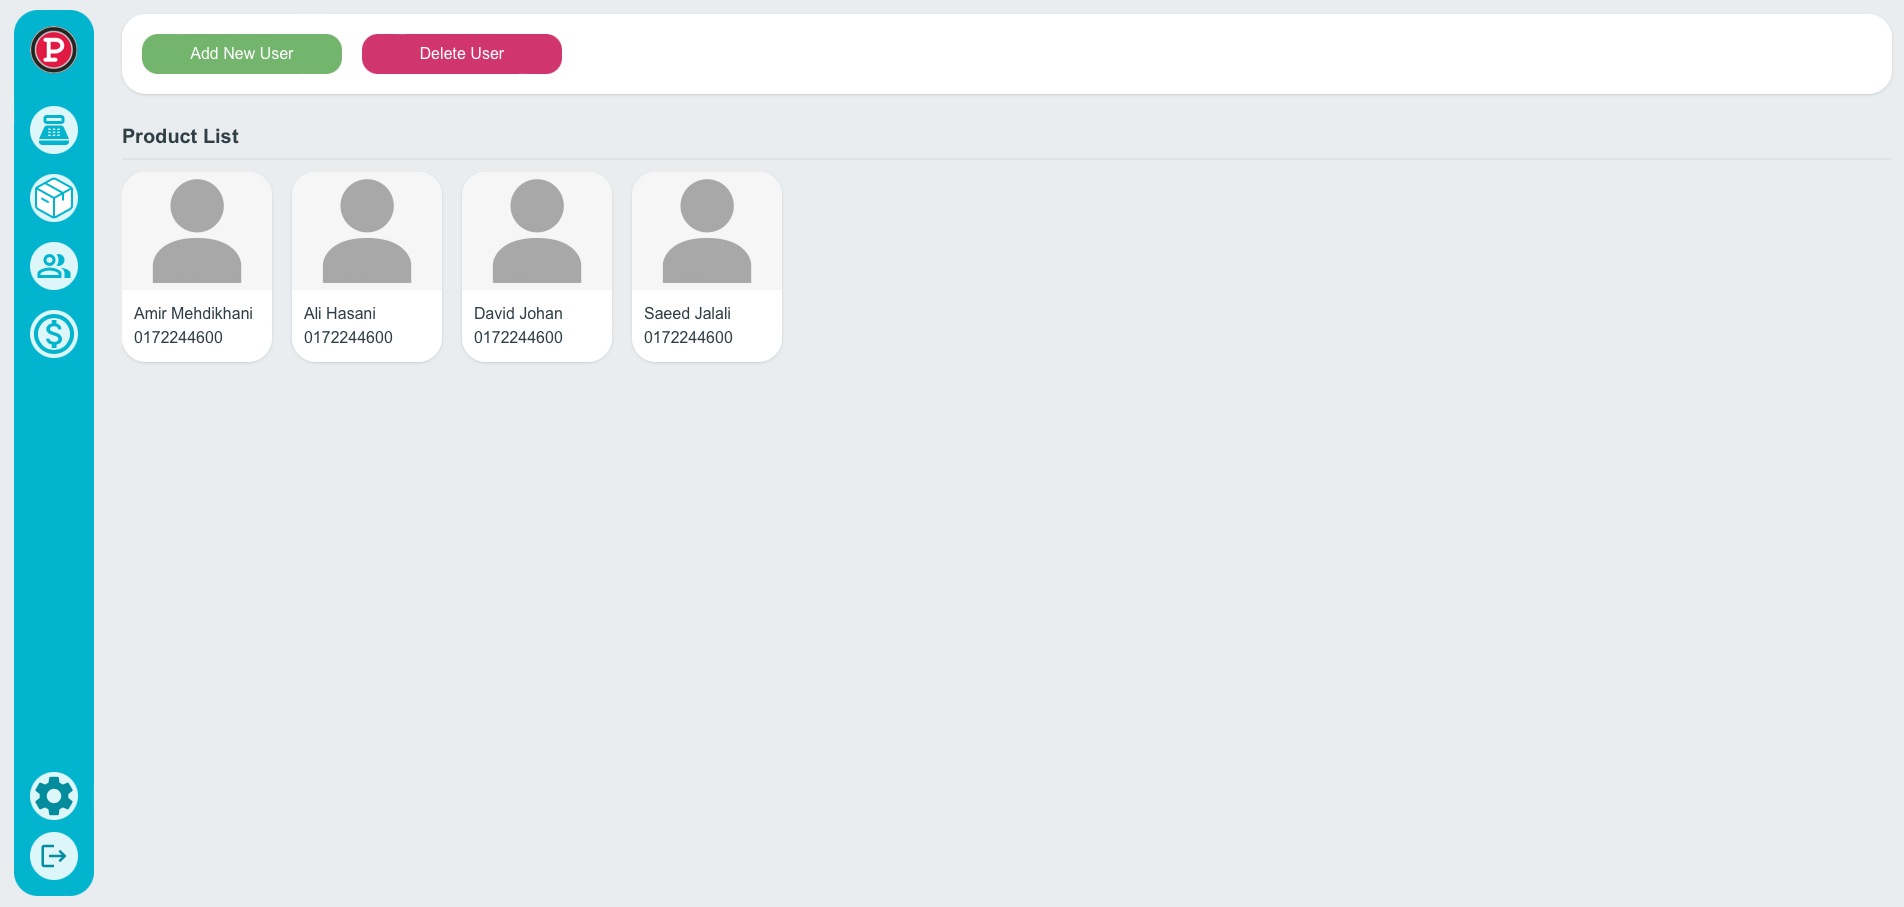 P
Add New User
Delete User
Product List
Amir Mehdikhani
0172244600
Ali Hasani
0172244600
David Johan
0172244600
Saeed Jalali
0172244600